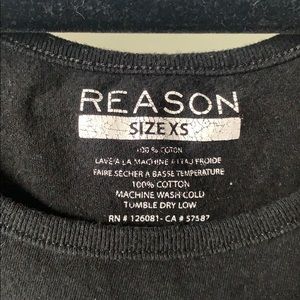 REASON
SIZE XS
100 % COTON
LAVE À LA MACHINE À L'EAU FROIDE
FAIRE SÉCHER A BASSE TEMPÉRATURE
100% COTTON
MACHINE WASH COLD
TUMBLE DRY LOW
RN # 126081- CA # 57587